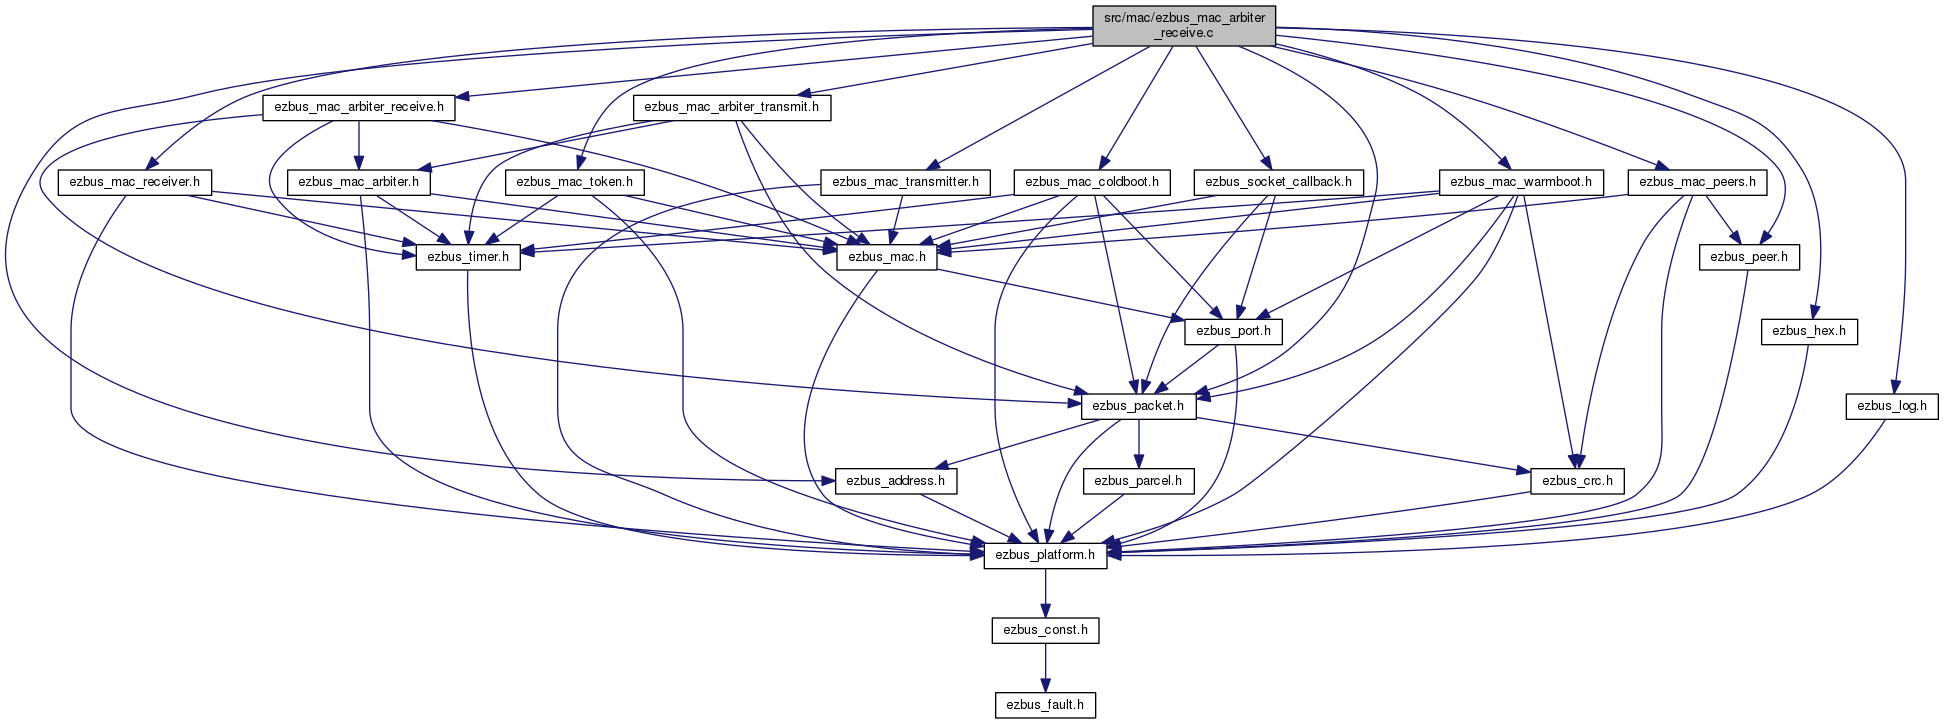 src/mac/ezbus_mac_arbiter
_receive.c
ezbus_mac_arbiter_receive.h
ezbus_mac_arbiter_transmit.h
ezbus_mac_receiver.h
ezbus_mac_arbiter.h
ezbus_mac_token.h
ezbus_mac_transmitter.h
ezbus_mac_coldboot.h
ezbus_socket_callback.h
ezbus_mac_warmboot.h
ezbus_mac_peers.h
ezbus_timer.h
ezbus_mac.h
ezbus_peer.h
ezbus_port.h
ezbus_hex.h
ezbus_packet.h
ezbus_log.h
ezbus_address.h
ezbus_parcel.h
ezbus_crc.h
ezbus_platform.h
ezbus_const.h
ezbus_fault.h